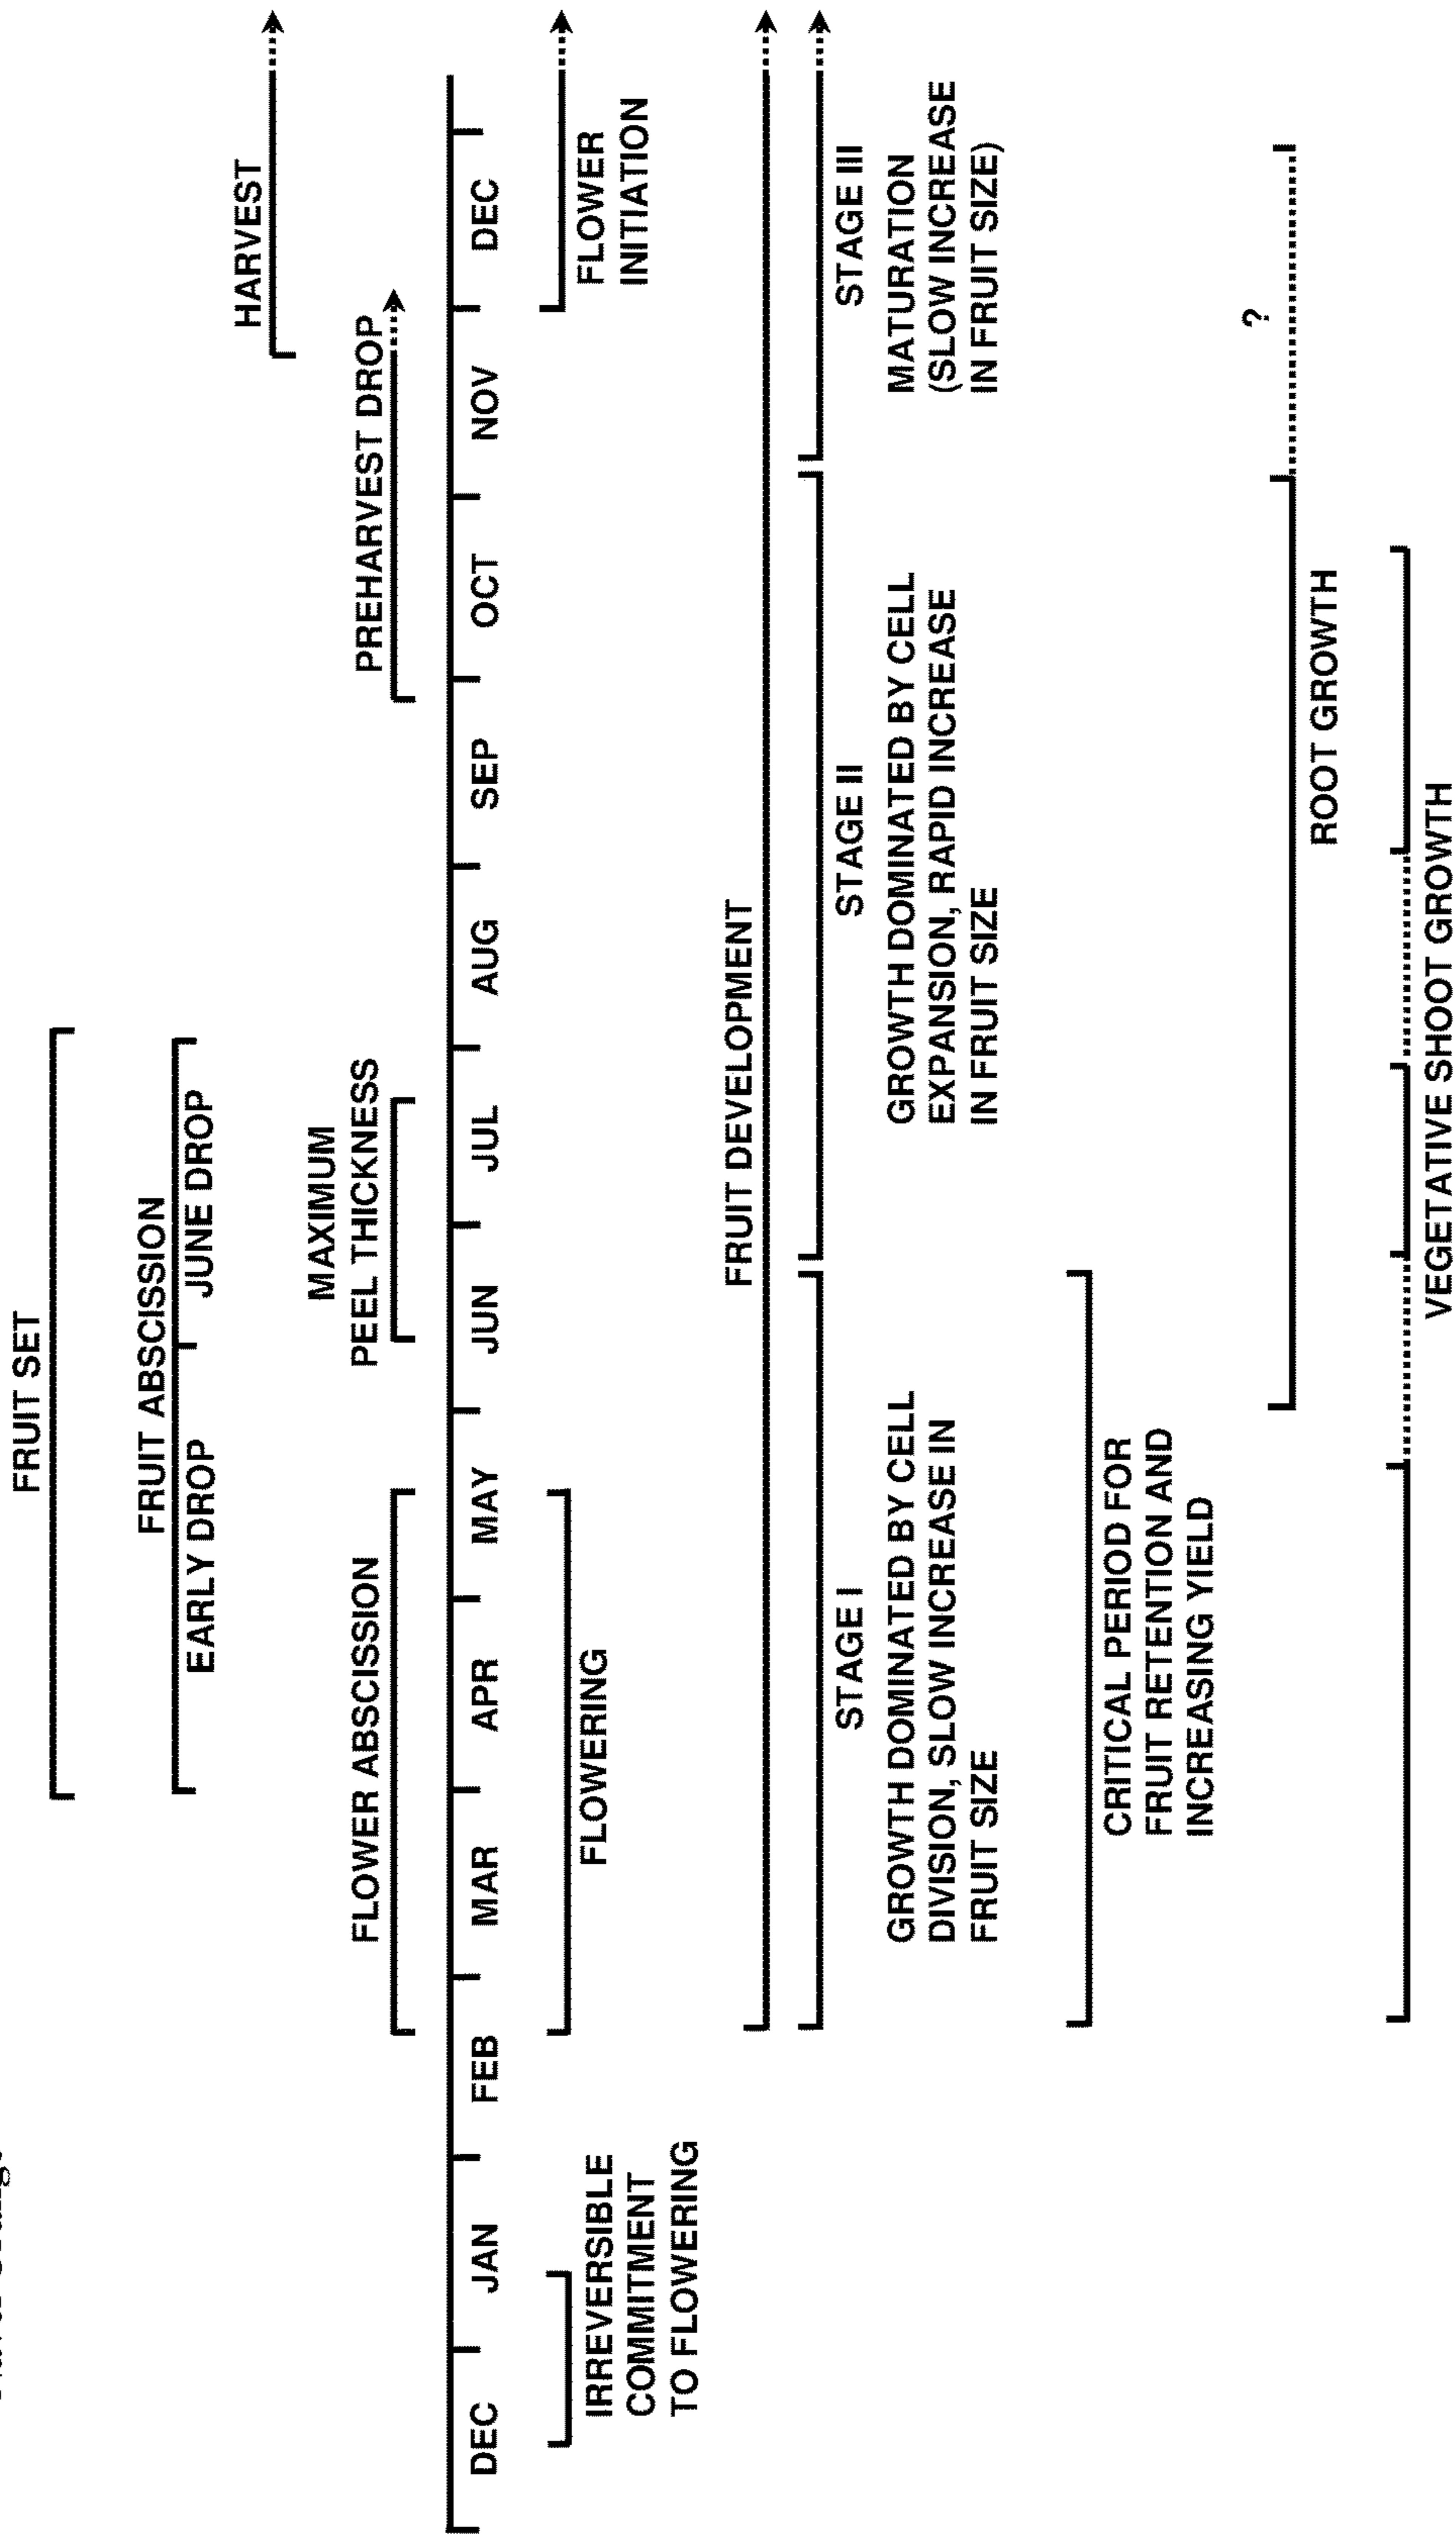 FRUIT SET
FRUIT ABSCISSION
EARLY DROP
JUNE DROP
HARVEST
MAXIMUM
PEEL THICKNESS
FLOWER ABSCISSION
PREHARVEST DROP
DEC JAN FEB MAR APR MAY JUN JUL AUG SEP OCT NOV DEC
IRREVERSIBLE
COMMITMENT
TO FLOWERING
FLOWERING
FLOWER
INITIATION
FRUIT DEVELOPMENT
STAGE I
GROWTH DOMINATED BY CELL
DIVISION, SLOW INCREASE IN
FRUIT SIZE
STAGE II
GROWTH DOMINATED BY CELL
EXPANSION, RAPID INCREASE
IN FRUIT SIZE
STAGE III
MATURATION
(SLOW INCREASE
IN FRUIT SIZE)
CRITICAL PERIOD FOR
FRUIT RETENTION AND
INCREASING YIELD
?
ROOT GROWTH
VEGETATIVE SHOOT GROWTH